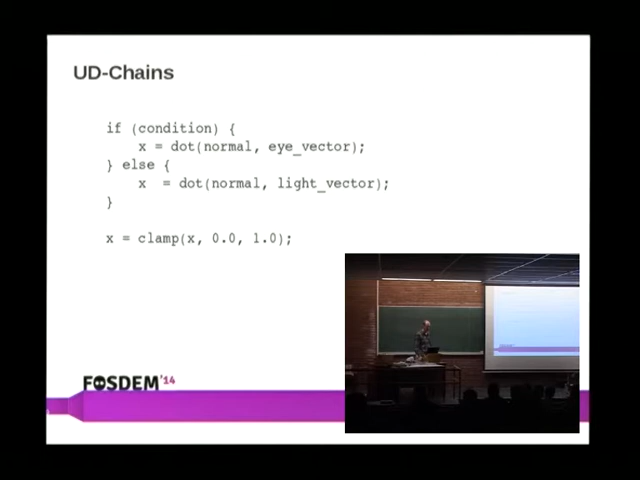 UD-Chains
if (condition) {
    x = dot(normal, eye_vector);
} else {
    x  = dot(normal, light_vector);
}
x = clamp(x, 0.0, 1.0);
FOSDEM'14